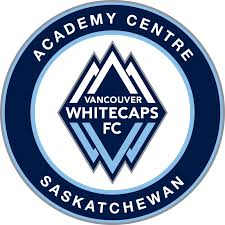 ACADEMY CENTRE
VANCOUVER
WHITECAPS
FC
SASKATCHEWAN